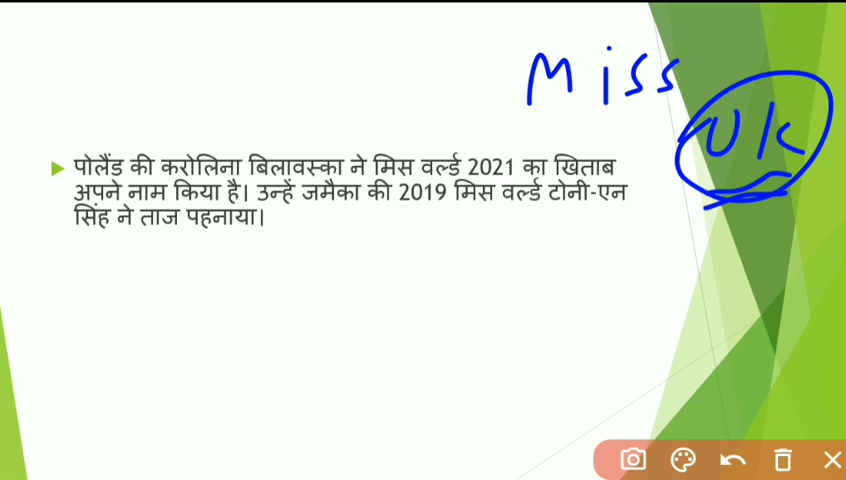 Miss
UK
पोलैंड की करोलिना बिलावस्का ने मिस वर्ल्ड 2021 का खिताब
अपने नाम किया है। उन्हें जमैका की 2019 मिस वर्ल्ड टोनी-एन
सिंह ने ताज पहनाया।